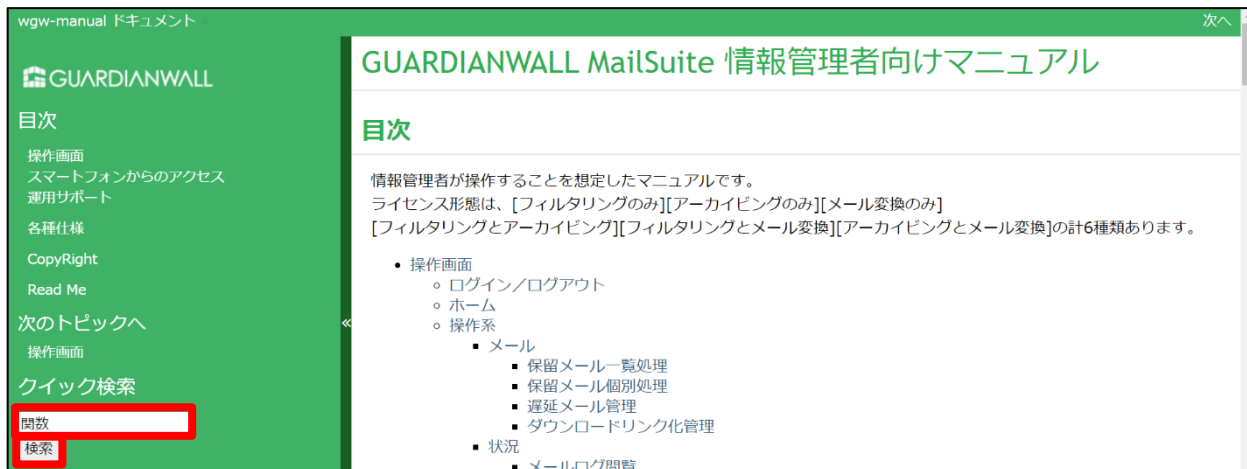 wgw-manual ドキュメント »
次へ
GUARDIANWALL
目次
操作画面
スマートフォンからのアクセス
運用サポート
各種仕様
CopyRight
Read Me
次のトピックへ
操作画面
クイック検索
関数
検索
«
GUARDIANWALL MailSuite 情報管理者向けマニュアル
目次
情報管理者が操作することを想定したマニュアルです。
ライセンス形態は、[フィルタリングのみ][アーカイビングのみ][メール変換のみ]
[フィルタリングとアーカイビング][フィルタリングとメール変換][アーカイビングとメール変換]の計6種類あります。
操作画面
ログイン／ログアウト
ホーム
操作系
メール
保留メール一覧処理
保留メール個別処理
遅延メール管理
ダウンロードリンク化管理
状況
メールログ閲覧